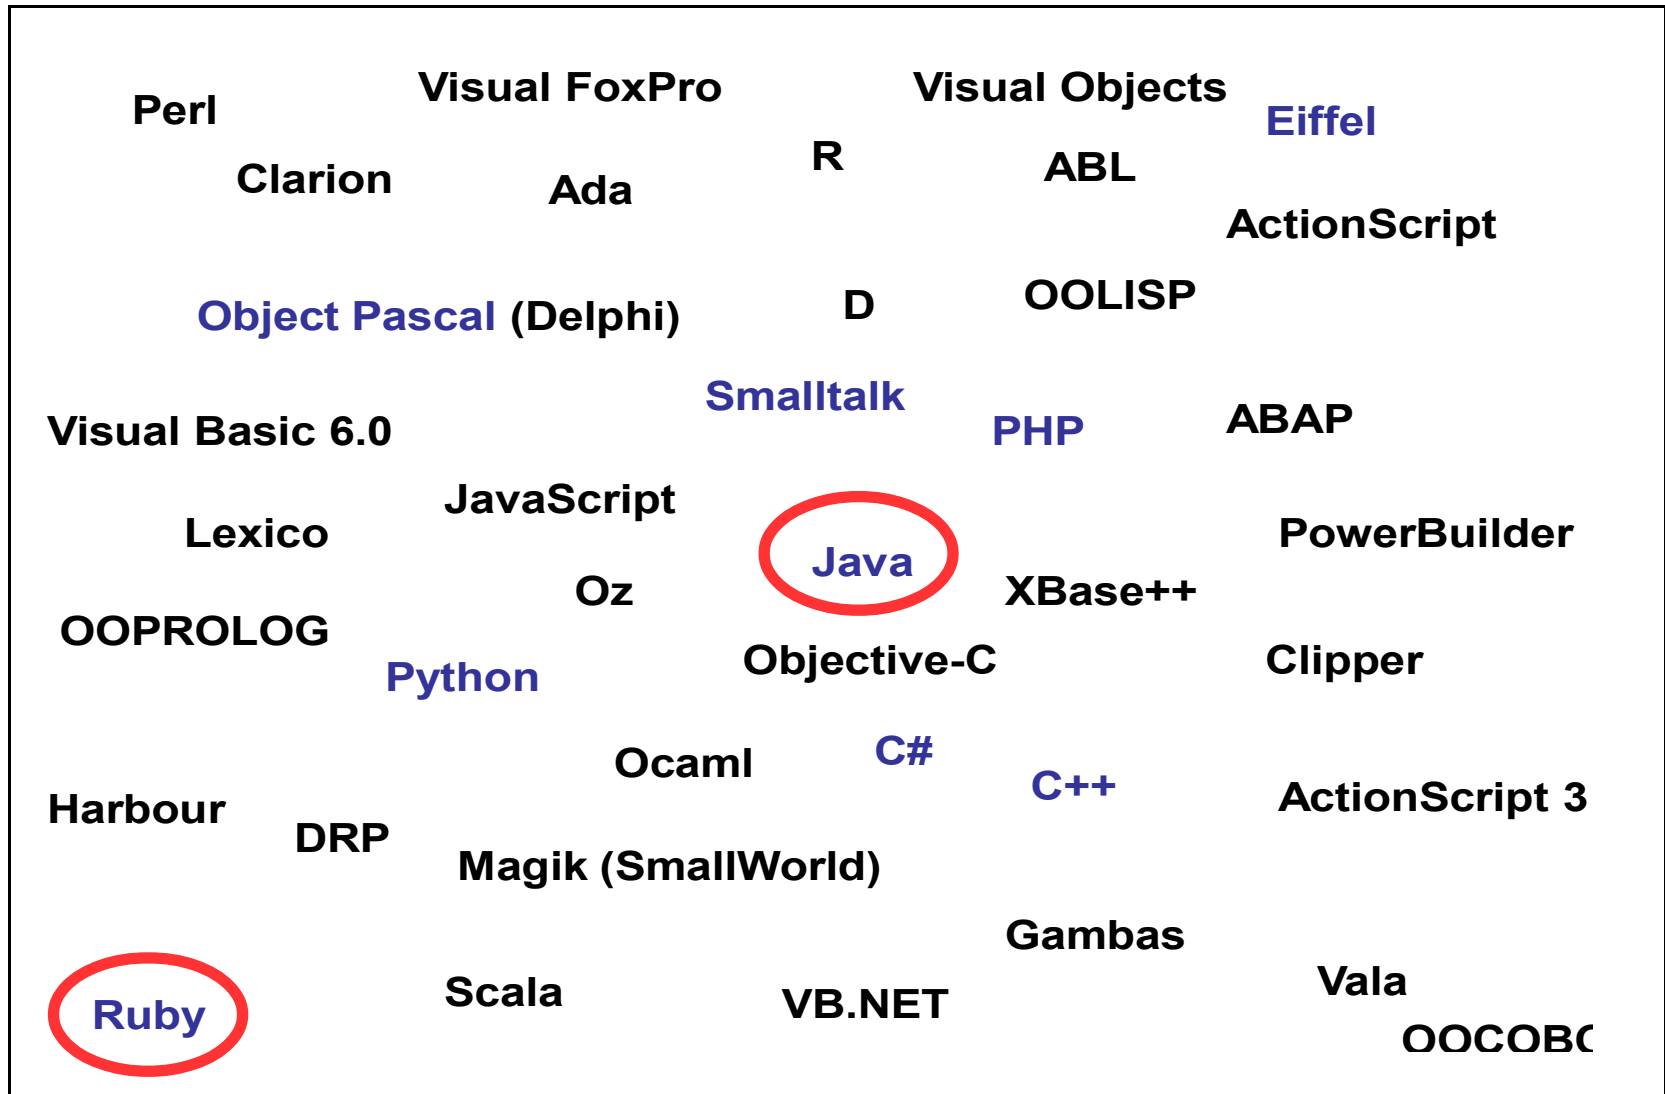 Visual FoxPro
Visual Objects
Perl
Eiffel
R
ABL
Clarion
Ada
ActionScript
OOLISP
D
Object Pascal (Delphi)
Smalltalk
ABAP
Visual Basic 6.0
PHP
JavaScript
Lexico
PowerBuilder
Java
Oz
XBase++
OOPROLOG
Objective-C
Clipper
Python
C#
Ocaml
C++
ActionScript 3
Harbour
DRP
Magik (SmallWorld)
Gambas
Vala
Scala
VB.NET
Ruby